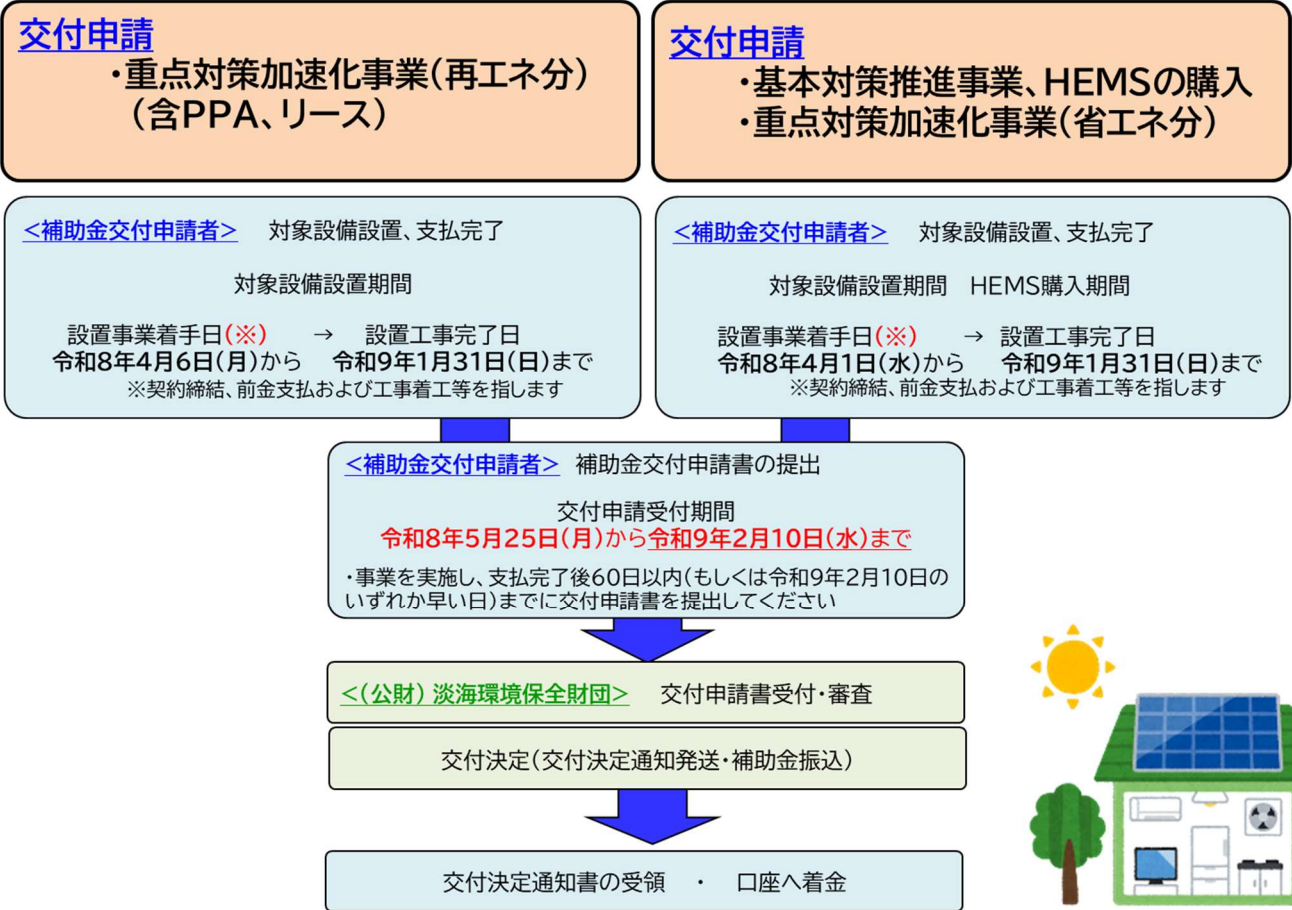 交付申請
・重点対策加速化事業(再エネ分)
(含PPA、リース)
交付申請
・基本対策推進事業、HEMSの購入
・重点対策加速化事業(省エネ分)
<補助金交付申請者> 対象設備設置、支払完了
対象設備設置期間
設置事業着手日(※) → 設置工事完了日
令和8年4月6日(月)から 令和9年1月31日(日)まで
※契約締結、前金支払および工事着工等を指します
<補助金交付申請者> 対象設備設置、支払完了
対象設備設置期間 HEMS購入期間
設置事業着手日(※) → 設置工事完了日
令和8年4月1日(水)から 令和9年1月31日(日)まで
※契約締結、前金支払および工事着工等を指します
<補助金交付申請者> 補助金交付申請書の提出
交付申請受付期間
令和8年5月25日(月)から令和9年2月10日(水)まで
・事業を実施し、支払完了後60日以内(もしくは令和9年2月10日の
いずれか早い日)までに交付申請書を提出してください
<(公財) 淡海環境保全財団> 交付申請書受付・審査
交付決定(交付決定通知発送・補助金振込)
交付決定通知書の受領 ・ 口座へ着金